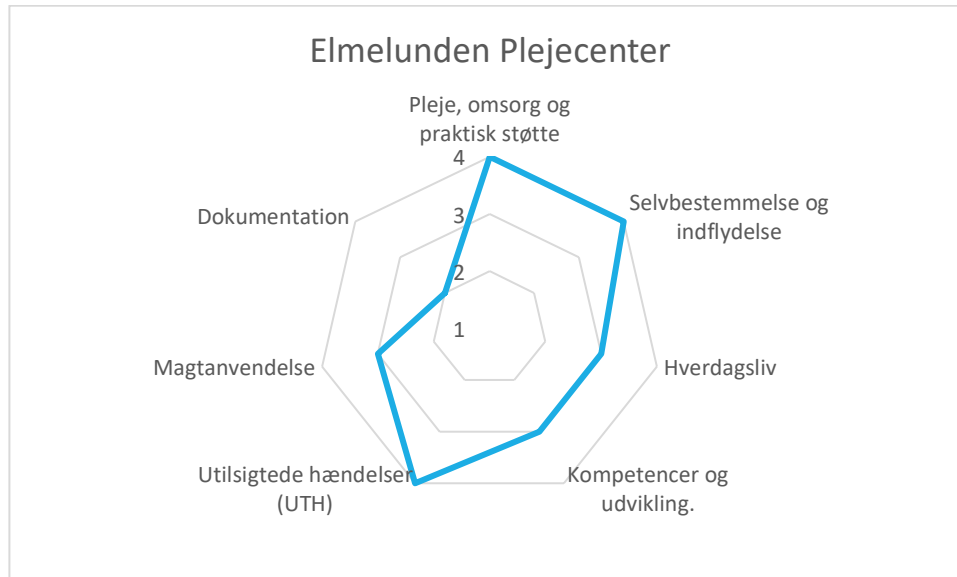 Elmelunden Plejecenter
Pleje, omsorg og
praktisk støtte
4
Selvbestemmelse og
indflydelse
Dokumentation
3
2
1
Magtanvendelse
Hverdagsliv
Utilsigtede hændelser
(UTH)
Kompetencer og
udvikling.